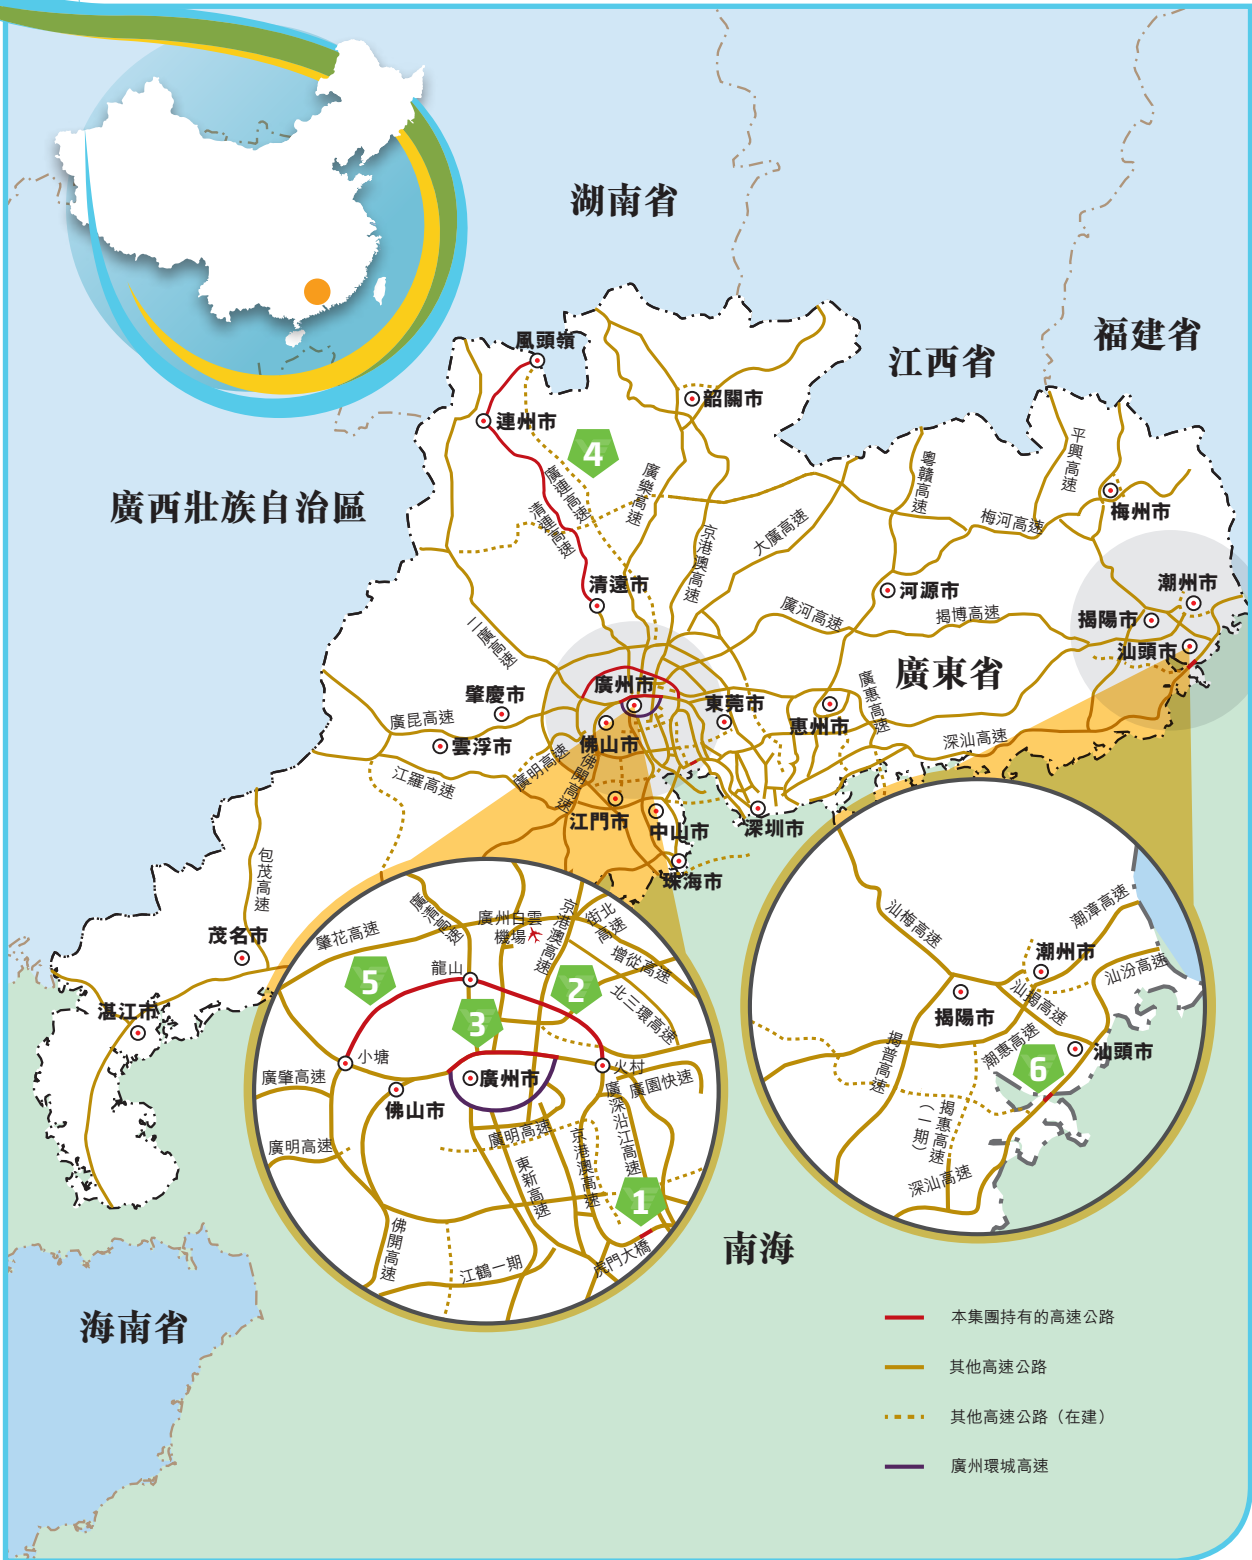 湖南省
江西省
福建省
廣西壯族自治區
廣東省
海南省
南海
風頭嶺
連州市
韶關市
4
廣連高速
清連高速
廣樂高速
京港澳高速
大廣高速
粵贛高速
平興高速
梅河高速
梅州市
清遠市
河源市
潮州市
揭陽市
汕頭市
二廣高速
廣河高速
揭博高速
肇慶市
廣州市
東莞市
惠州市
廣惠高速
廣昆高速
雲浮市
佛山市
深汕高速
江羅高速
廣明高速
佛開高速
江門市
中山市
深圳市
珠海市
包茂高速
茂名市
湛江市
肇花高速
廣清高速
廣州白雲
機場
京港澳高速
街北
高速
增從高速
北三環高速
龍山
5
2
3
小塘
火村
廣肇高速
廣州市
佛山市
廣園快速
廣深沿江高速
廣明高速
廣明高速
京港澳高速
東新高速
1
佛開高速
江鶴一期
虎門大橋
汕梅高速
潮漳高速
潮州市
汕汾高速
揭陽市
汕揭高速
潮惠高速
汕頭市
揭普高速
6
揭惠高速
（一期）
深汕高速
本集團持有的高速公路
其他高速公路
其他高速公路（在建）
廣州環城高速